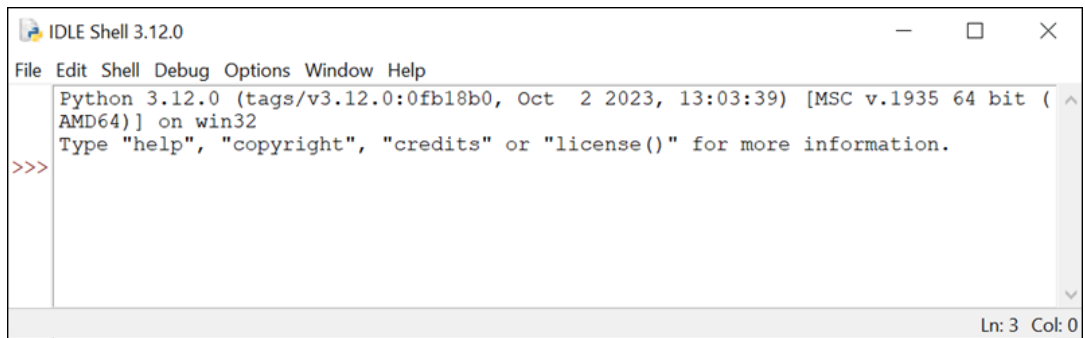 IDLE Shell 3.12.0
File Edit Shell Debug Options Window Help
Python 3.12.0 (tags/v3.12.0:0fb18b0, Oct  2 2023, 13:03:39) [MSC v.1935 64 bit (
AMD64)] on win32
Type "help", "copyright", "credits" or "license()" for more information.
>>>
Ln: 3 Col: 0